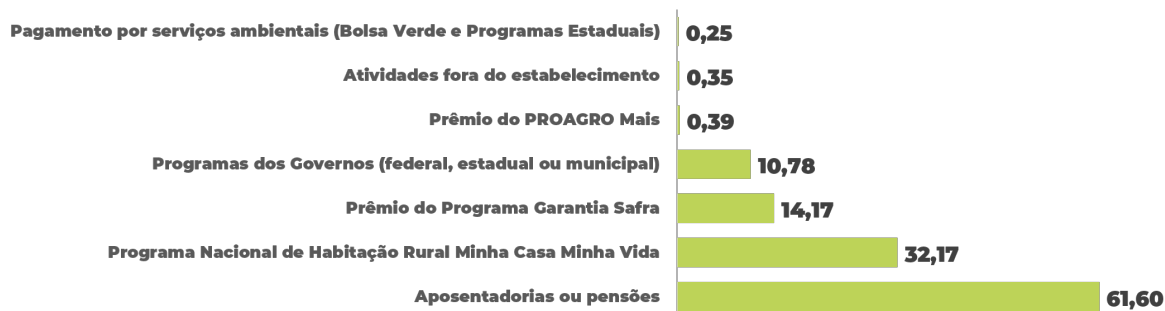 Pagamento por serviços ambientais (Bolsa Verde e Programas Estaduais) 0,25
Atividades fora do estabelecimento 0,35
Prêmio do PROAGRO Mais 0,39
Programas dos Governos (federal, estadual ou municipal) 10,78
Prêmio do Programa Garantia Safra 14,17
Programa Nacional de Habitação Rural Minha Casa Minha Vida 32,17
Aposentadorias ou pensões 61,60